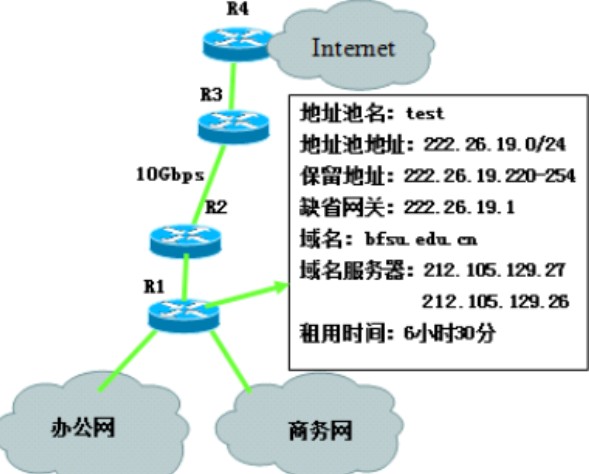 R4
Internet
R3
10Gbps
R2
R1
地址池名：test
地址池地址：222.26.19.0/24
保留地址：222.26.19.220-254
缺省网关：222.26.19.1
域名：bfsu.edu.cn
域名服务器：212.105.129.27
212.105.129.26
租用时间：6小时30分
办公网
商务网